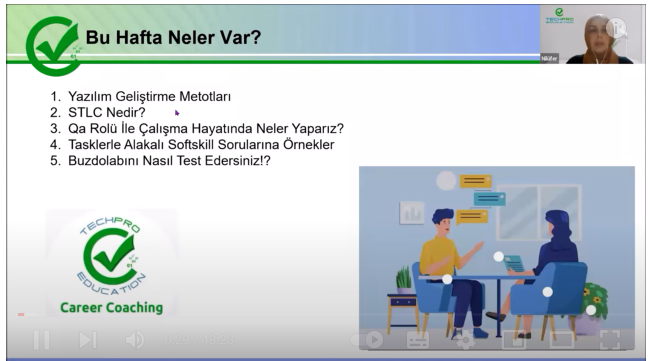 Bu Hafta Neler Var?
TECHPRO
EDUCATION
Nilüfer
1. Yazılım Geliştirme Metotları
2. STLC Nedir?
3. Qa Rolü İle Çalışma Hayatında Neler Yaparız?
4. Tasklerle Alakalı Softskill Sorularına Örnekler
5. Buzdolabını Nasıl Test Edersiniz!?
TECHPRO
EDUCATION
Career Coaching